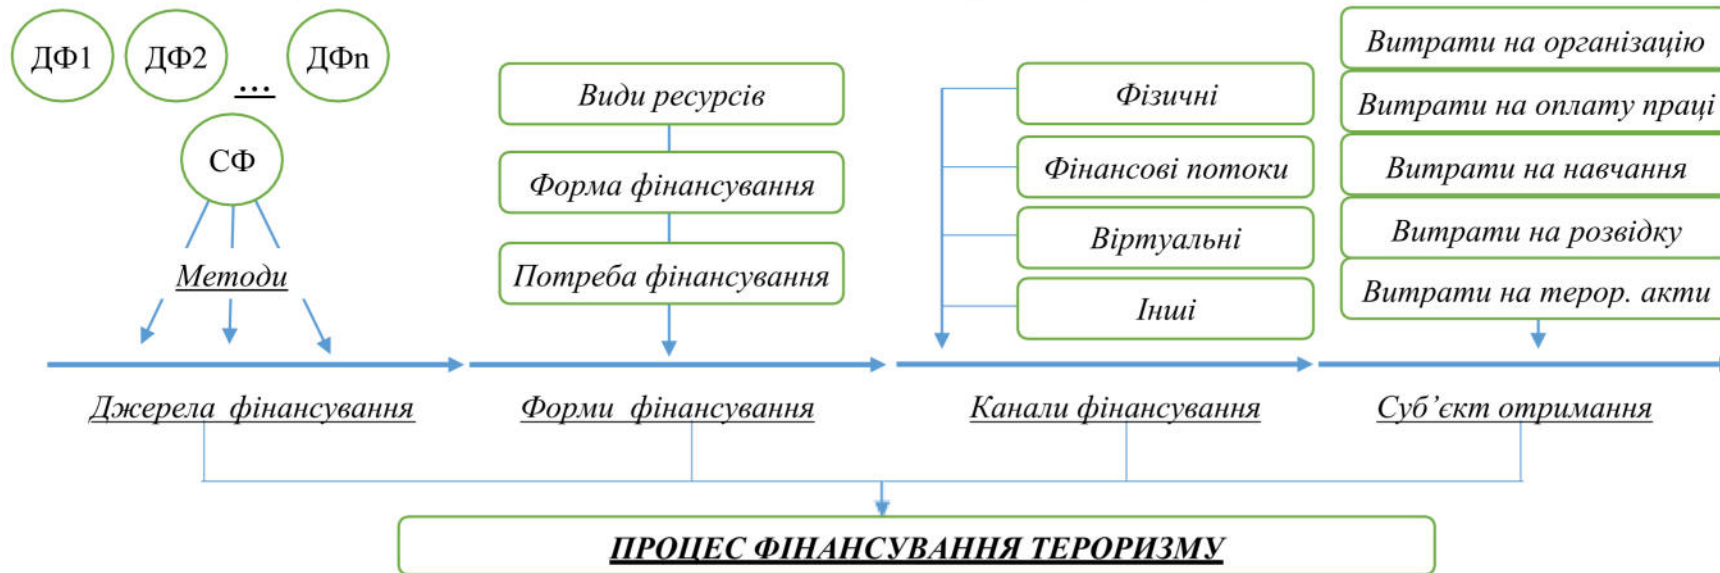 ДФ1
ДФ2
...
ДФn
СФ
Методи
Джерела фінансування
Види ресурсів
Форма фінансування
Потреба фінансування
Форми фінансування
Фізичні
Фінансові потоки
Віртуальні
Інші
Канали фінансування
Витрати на організацію
Витрати на оплату праці
Витрати на навчання
Витрати на розвідку
Витрати на терор. акти
Суб’єкт отримання
ПРОЦЕС ФІНАНСУВАННЯ ТЕРОРИЗМУ